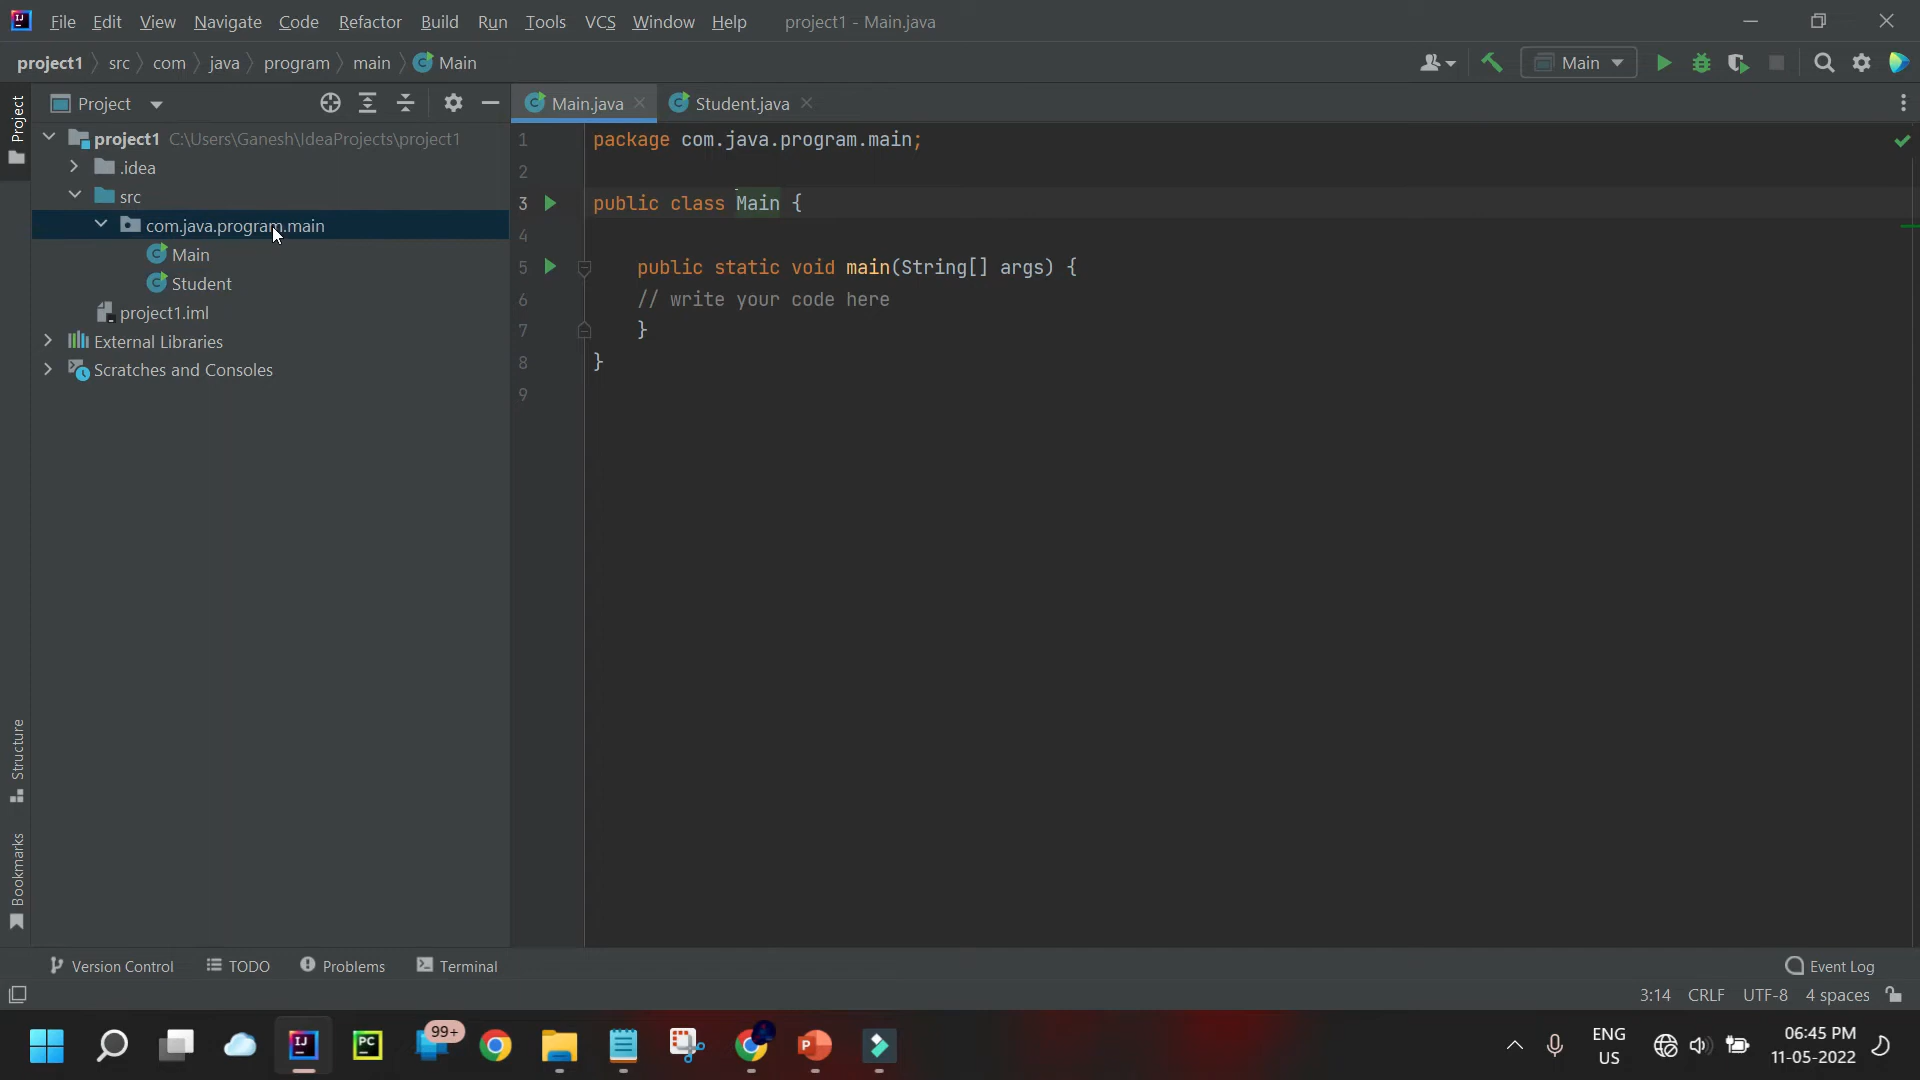 File Edit View Navigate Code Refactor Build Run Tools VCS Window Help project1 - Main.java
project1 src com java program main Main
Main
Project
Main.java Student.java
Project
project1 C:\Users\Ganesh\IdeaProjects\project1
.idea
src
com.java.program.main
Main
Student
project1.iml
External Libraries
Scratches and Consoles
1 package com.java.program.main;
2
3 public class Main {
4
5 public static void main(String[] args) {
6 // write your code here
7 }
8 }
9
Structure
Bookmarks
Version Control TODO Problems Terminal Event Log
3:14 CRLF UTF-8 4 spaces
IJ PC 99+ P
ENG
US
06:45 PM
11-05-2022